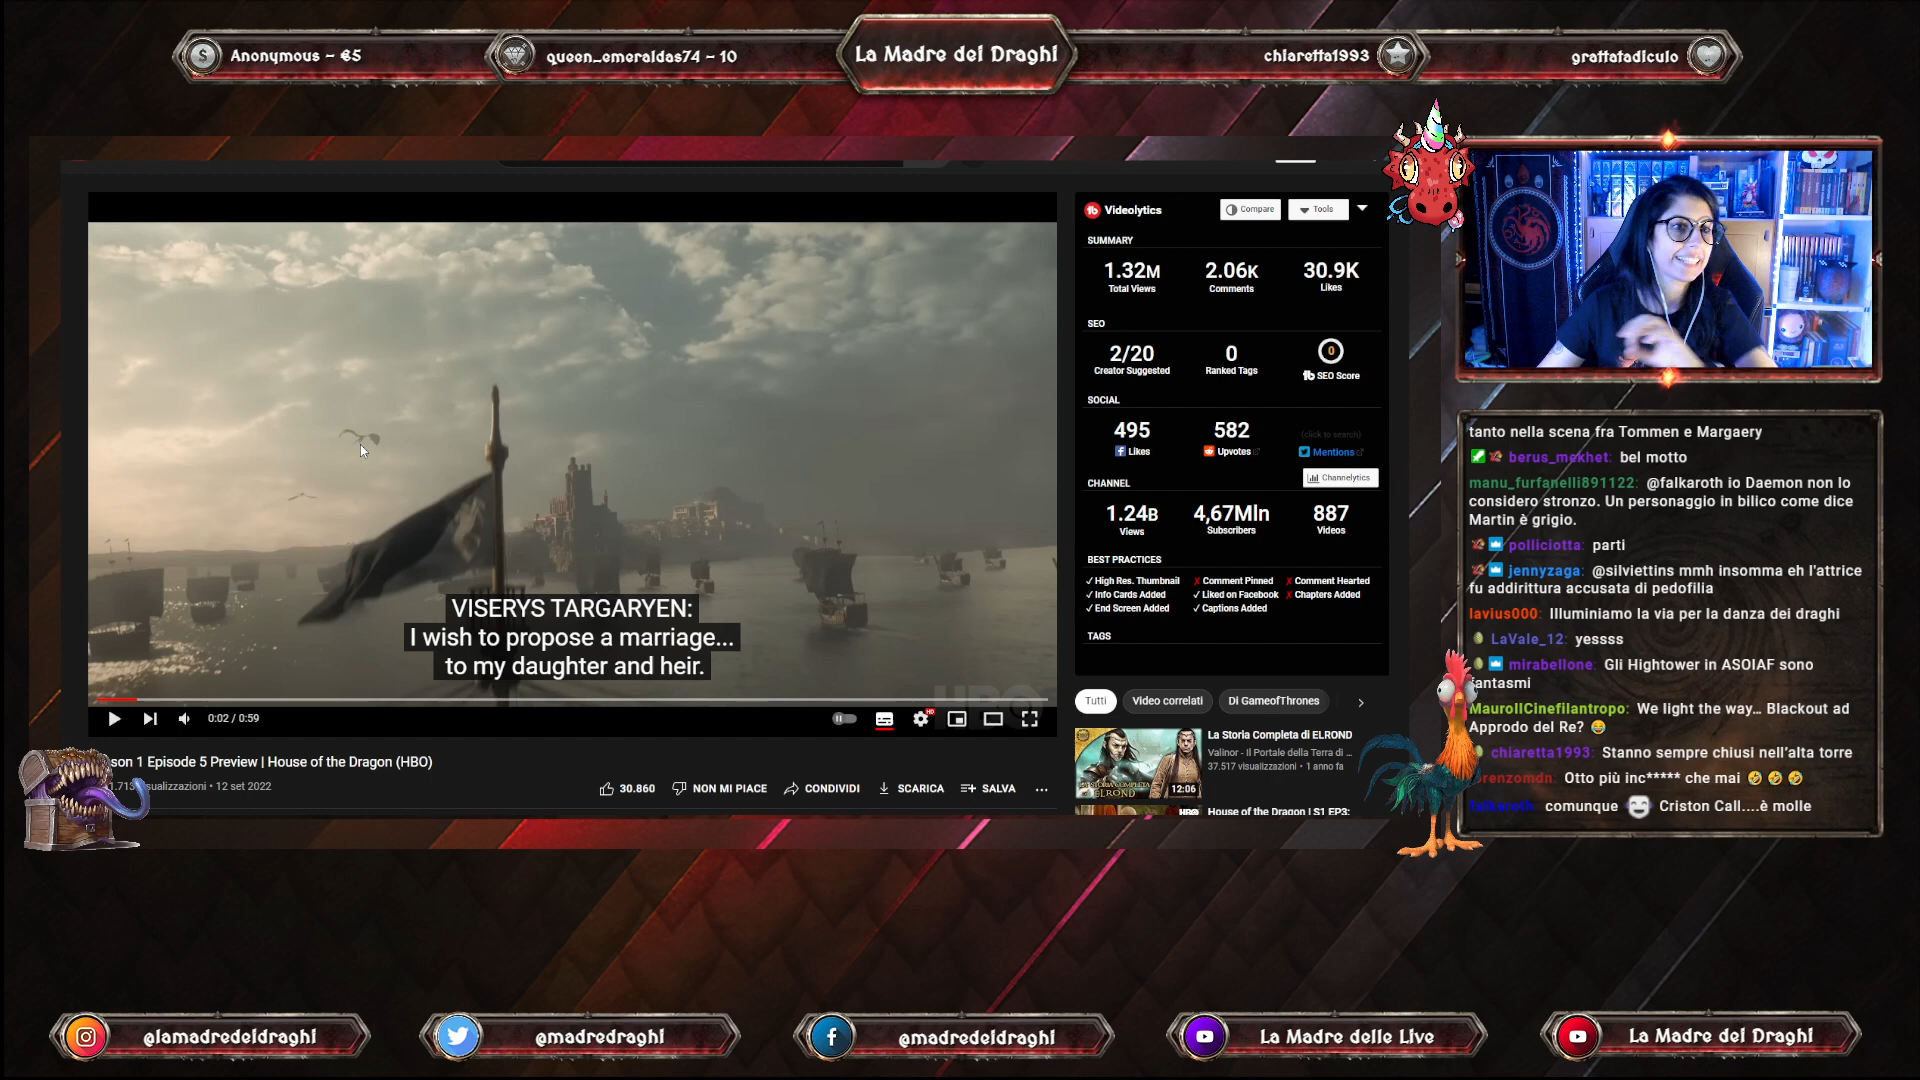 Anonymous - €5
queen_emeraldas74 - 10
La Madre dei Draghi
chiaretta1993
grattatadiculo
VISERYS TARGARYEN:
I wish to propose a marriage...
to my daughter and heir.
HBO
0:02 / 0:59
HD
son 1 Episode 5 Preview | House of the Dragon (HBO)
sualizzazioni • 12 set 2022
30.860
NON MI PIACE
CONDIVIDI
SCARICA
SALVA
Videolytics
Compare
Tools
SUMMARY
1.32M
2.06K
30.9K
Total Views
Comments
Likes
SEO
2/20
0
0
Creator Suggested
Ranked Tags
SEO Score
SOCIAL
495
582
(click to search)
Likes
Upvotes
Mentions
Channelytics
CHANNEL
1.24B
4,67Mln
887
Views
Subscribers
Videos
BEST PRACTICES
✓ High Res. Thumbnail
✗ Comment Pinned
✗ Comment Hearted
✓ Info Cards Added
✓ Liked on Facebook
✗ Chapters Added
✓ End Screen Added
✓ Captions Added
TAGS
Tutti
Video correlati
Di GameofThrones
La Storia Completa di ELROND
Valinor - Il Portale della Terra di ...
37.517 visualizzazioni • 1 anno fa
12:06
House of the Dragon | S1 EP3:
tanto nella scena fra Tommen e Margaery
berus_mekhet: bel motto
manu_furfanelli891122: @falkaroth io Daemon non lo
considero stronzo. Un personaggio in bilico come dice
Martin è grigio.
polliciotta: parti
jennyzaga: @silviettins mmh insomma eh l'attrice
fu addirittura accusata di pedofilia
lavius000: Illuminiamo la via per la danza dei draghi
LaVale_12: yessss
mirabellone: Gli Hightower in ASOIAF sono
fantasmi
MauroIlCinefilantropo: We light the way... Blackout ad
Approdo del Re? 😂
chiaretta1993: Stanno sempre chiusi nell'alta torre
renzomdn: Otto più inc***** che mai 🤣 🤣 🤣
falkaroth: comunque Criston Call....è molle
@lamadredeidraghi
@madredraghi
@madredeidraghi
La Madre delle Live
La Madre dei Draghi